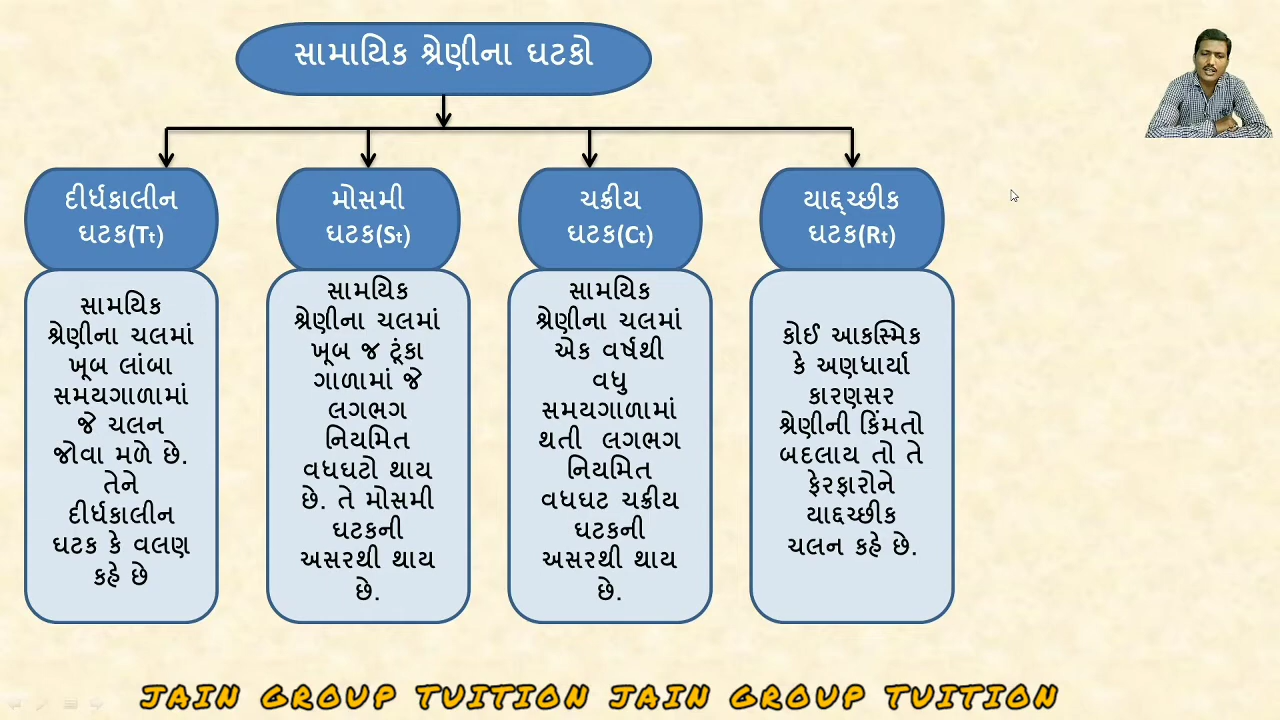 સામાયિક શ્રેણીના ઘટકો
દીર્ધકાલીન
ઘટક(Tt)
સામયિક
શ્રેણીના ચલમાં
ખૂબ લાંબા
સમયગાળામાં
જે ચલન
જોવા મળે છે.
તેને
દીર્ધકાલીન
ઘટક કે વલણ
કહે છે
મોસમી
ઘટક(St)
સામયિક
શ્રેણીના ચલમાં
ખૂબ જ ટૂંકા
ગાળામાં જે
લગભગ
નિયમિત
વધઘટો થાય
છે. તે મોસમી
ઘટકની
અસરથી થાય
છે.
ચક્રીય
ઘટક(Ct)
સામયિક
શ્રેણીના ચલમાં
એક વર્ષથી
વધુ
સમયગાળામાં
થતી લગભગ
નિયમિત
વધઘટ ચક્રીય
ઘટકની
અસરથી થાય
છે.
યાદ્દચ્છીક
ઘટક(Rt)
કોઈ આકસ્મિક
કે અણધાર્યા
કારણસર
શ્રેણીની કિંમતો
બદલાય તો તે
ફેરફારોને
યાદ્દચ્છીક
ચલન કહે છે.
JAIN GROUP TUITION JAIN GROUP TUITION